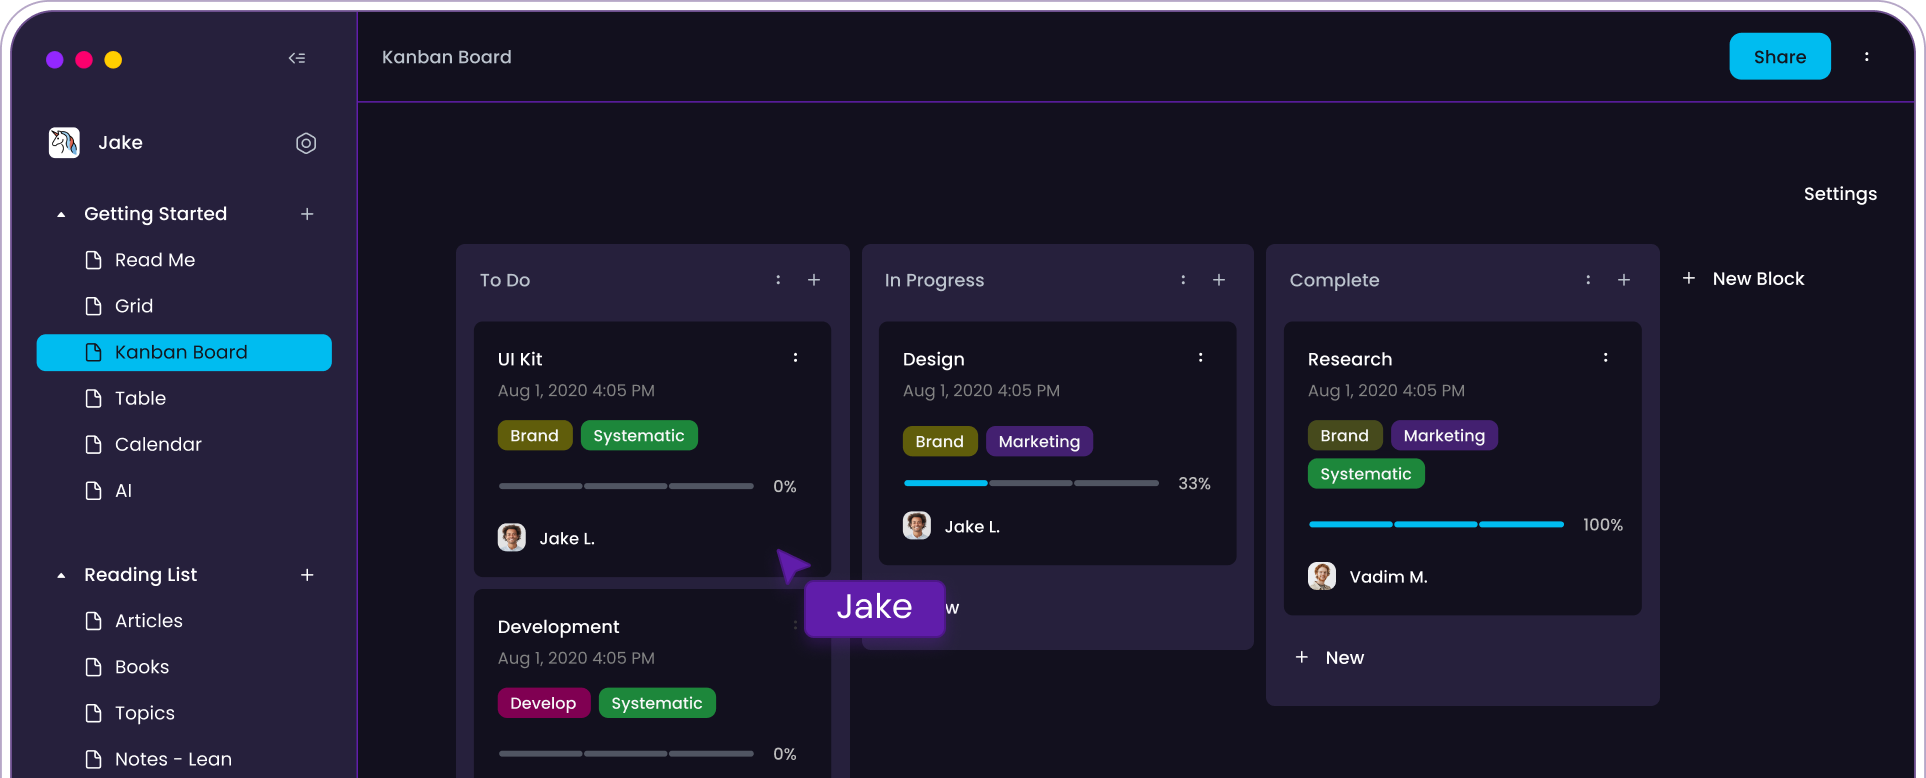 Kanban Board
Share
Jake
Getting Started
Read Me
Grid
Kanban Board
Table
Calendar
AI
Reading List
Articles
Books
Topics
Notes - Lean
Settings
To Do
UI Kit
Aug 1, 2020 4:05 PM
Brand Systematic
0%
Jake L.
Development
Aug 1, 2020 4:05 PM
Develop Systematic
0%
Jake
In Progress
Design
Aug 1, 2020 4:05 PM
Brand Marketing
33%
Jake L.
w
Complete
Research
Aug 1, 2020 4:05 PM
Brand Marketing
Systematic
100%
Vadim M.
New
New Block